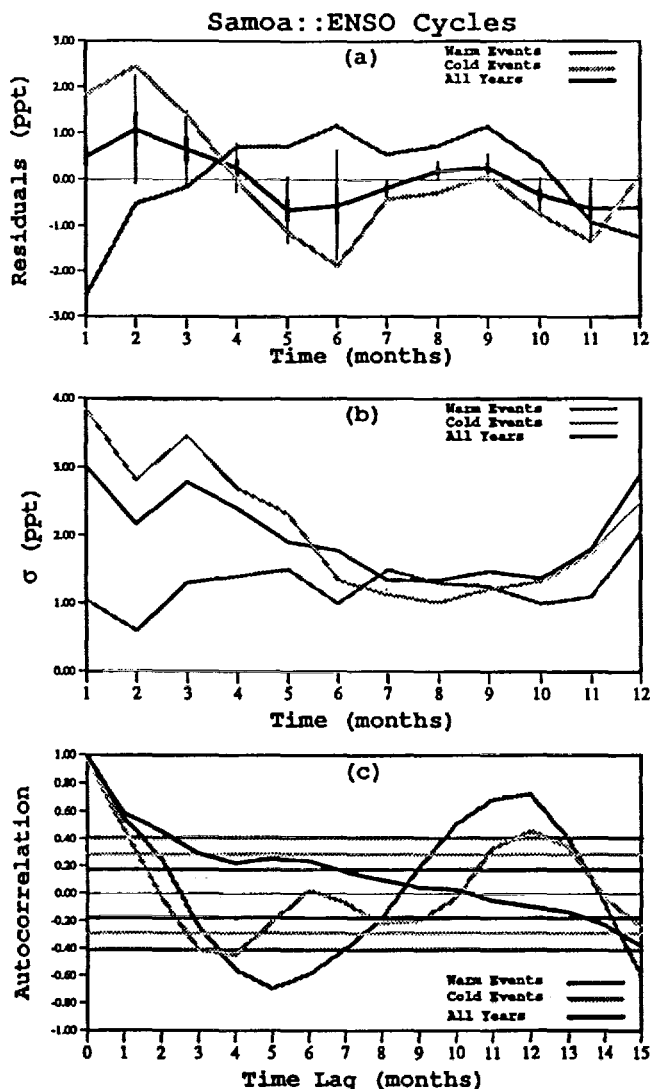 Samoa::ENSO Cycles
(a)
Warm Events
Cold Events
All Years
Residuals (ppt)
3.00
2.00
1.00
0.00
-1.00
-2.00
-3.00
1 2 3 4 5 6 7 8 9 10 11 12
Time (months)
(b)
Warm Events
Cold Events
All Years
σ (ppt)
4.00
3.00
2.00
1.00
0.00
1 2 3 4 5 6 7 8 9 10 11 12
Time (months)
(c)
Autocorrelation
1.00
0.80
0.60
0.40
0.20
0.00
-0.20
-0.40
-0.60
-0.80
-1.00
Warm Events
Cold Events
All Years
0 1 2 3 4 5 6 7 8 9 10 11 12 13 14 15
Time Lag (months)